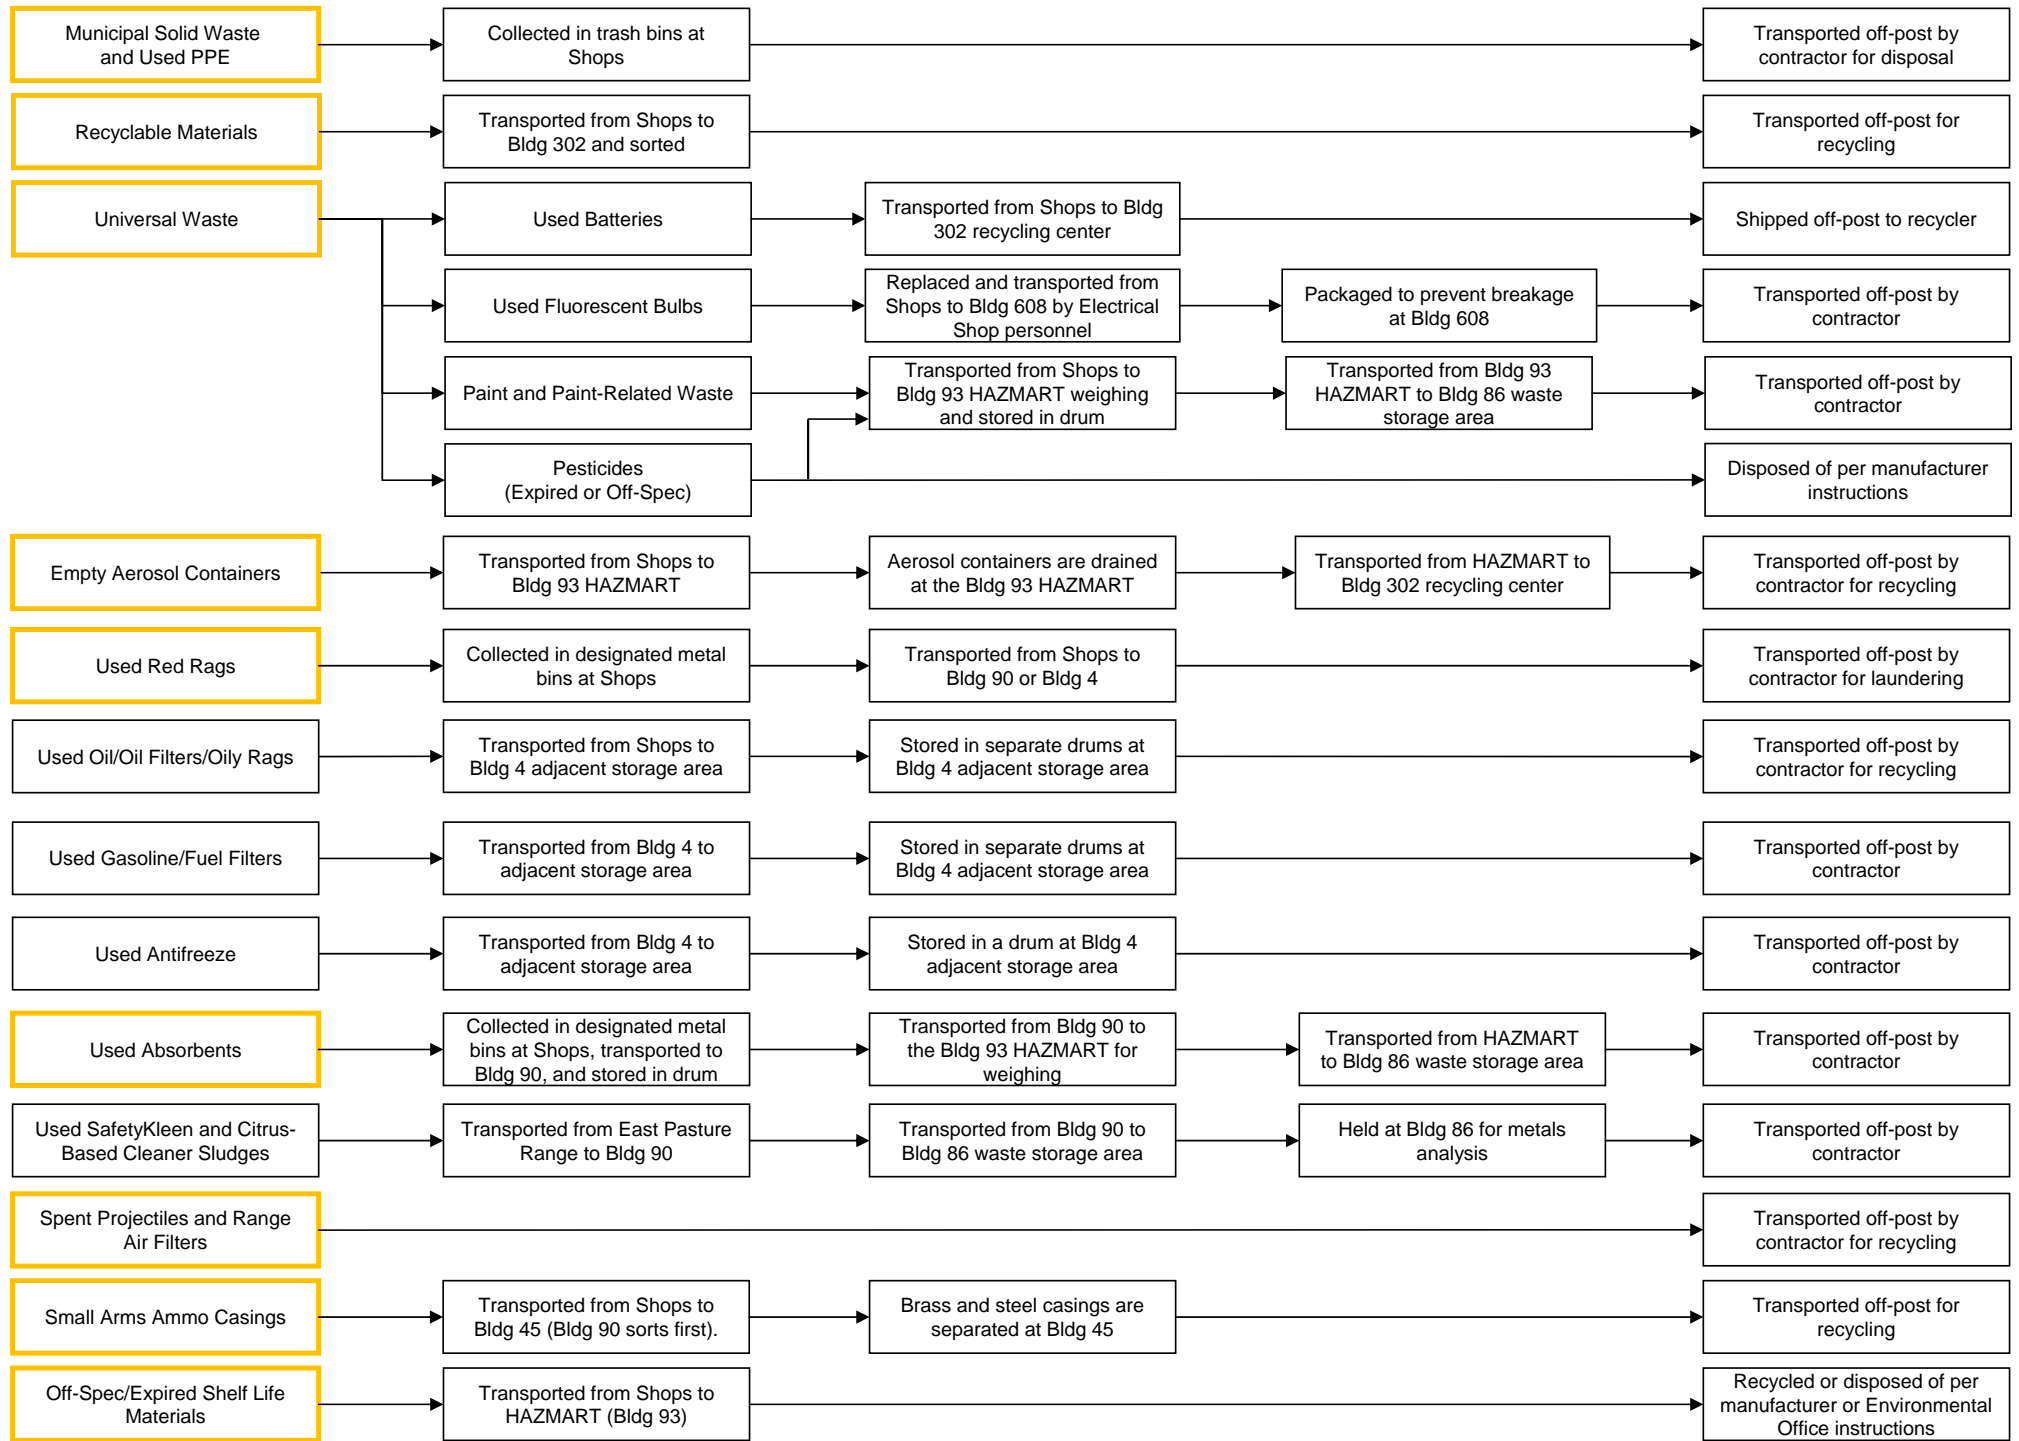 Municipal Solid Waste
and Used PPE
Collected in trash bins at
Shops
Transported off-post by
contractor for disposal
Recyclable Materials
Transported from Shops to
Bldg 302 and sorted
Transported off-post for
recycling
Universal Waste
Used Batteries
Transported from Shops to Bldg
302 recycling center
Shipped off-post to recycler
Used Fluorescent Bulbs
Replaced and transported from
Shops to Bldg 608 by Electrical
Shop personnel
Packaged to prevent breakage
at Bldg 608
Transported off-post by
contractor
Paint and Paint-Related Waste
Transported from Shops to
Bldg 93 HAZMART weighing
and stored in drum
Transported from Bldg 93
HAZMART to Bldg 86 waste
storage area
Transported off-post by
contractor
Pesticides
(Expired or Off-Spec)
Disposed of per manufacturer
instructions
Empty Aerosol Containers
Transported from Shops to
Bldg 93 HAZMART
Aerosol containers are drained
at the Bldg 93 HAZMART
Transported from HAZMART to
Bldg 302 recycling center
Transported off-post by
contractor for recycling
Used Red Rags
Collected in designated metal
bins at Shops
Transported from Shops to
Bldg 90 or Bldg 4
Transported off-post by
contractor for laundering
Used Oil/Oil Filters/Oily Rags
Transported from Shops to
Bldg 4 adjacent storage area
Stored in separate drums at
Bldg 4 adjacent storage area
Transported off-post by
contractor for recycling
Used Gasoline/Fuel Filters
Transported from Bldg 4 to
adjacent storage area
Stored in separate drums at
Bldg 4 adjacent storage area
Transported off-post by
contractor
Used Antifreeze
Transported from Bldg 4 to
adjacent storage area
Stored in a drum at Bldg 4
adjacent storage area
Transported off-post by
contractor
Used Absorbents
Collected in designated metal
bins at Shops, transported to
Bldg 90, and stored in drum
Transported from Bldg 90 to
the Bldg 93 HAZMART for
weighing
Transported from HAZMART
to Bldg 86 waste storage area
Transported off-post by
contractor
Used SafetyKleen and Citrus-
Based Cleaner Sludges
Transported from East Pasture
Range to Bldg 90
Transported from Bldg 90 to
Bldg 86 waste storage area
Held at Bldg 86 for metals
analysis
Transported off-post by
contractor
Spent Projectiles and Range
Air Filters
Transported off-post by
contractor for recycling
Small Arms Ammo Casings
Transported from Shops to
Bldg 45 (Bldg 90 sorts first).
Brass and steel casings are
separated at Bldg 45
Transported off-post for
recycling
Off-Spec/Expired Shelf Life
Materials
Transported from Shops to
HAZMART (Bldg 93)
Recycled or disposed of per
manufacturer or Environmental
Office instructions